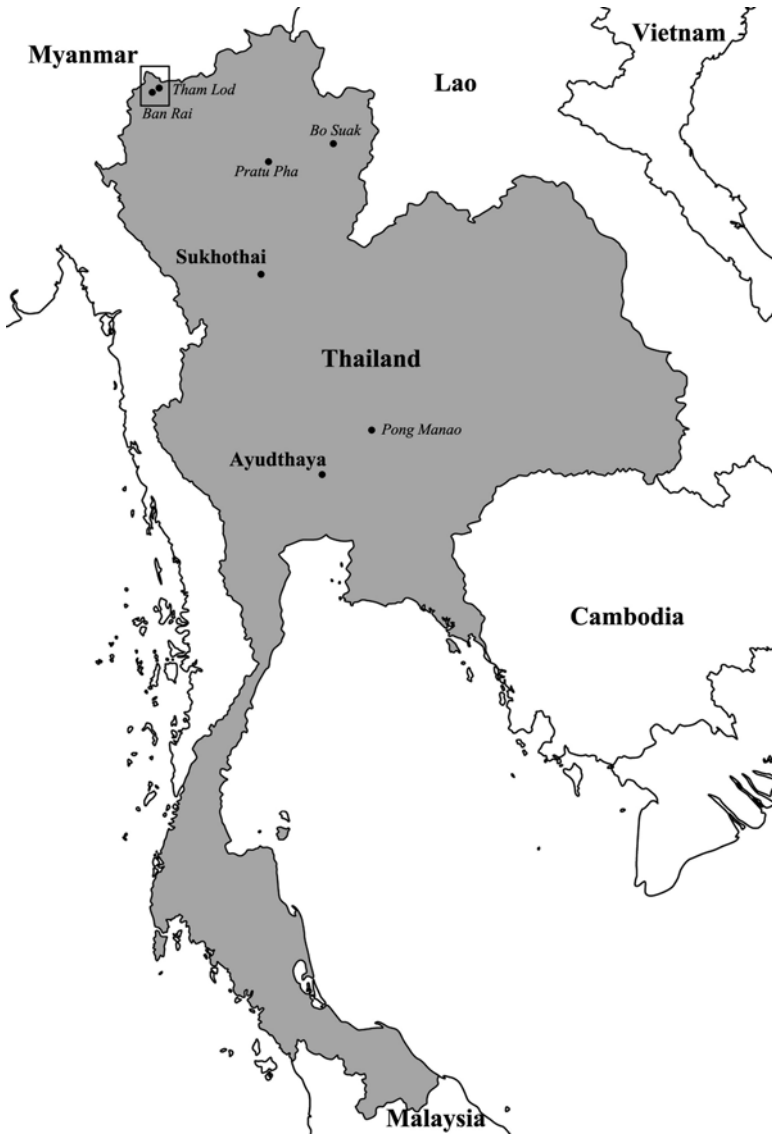 Vietnam
Myanmar
Lao
Tham Lod
Ban Rai
Bo Suak
Pratu Pha
Sukhothai
Thailand
Pong Manao
Ayudthaya
Cambodia
Malaysia